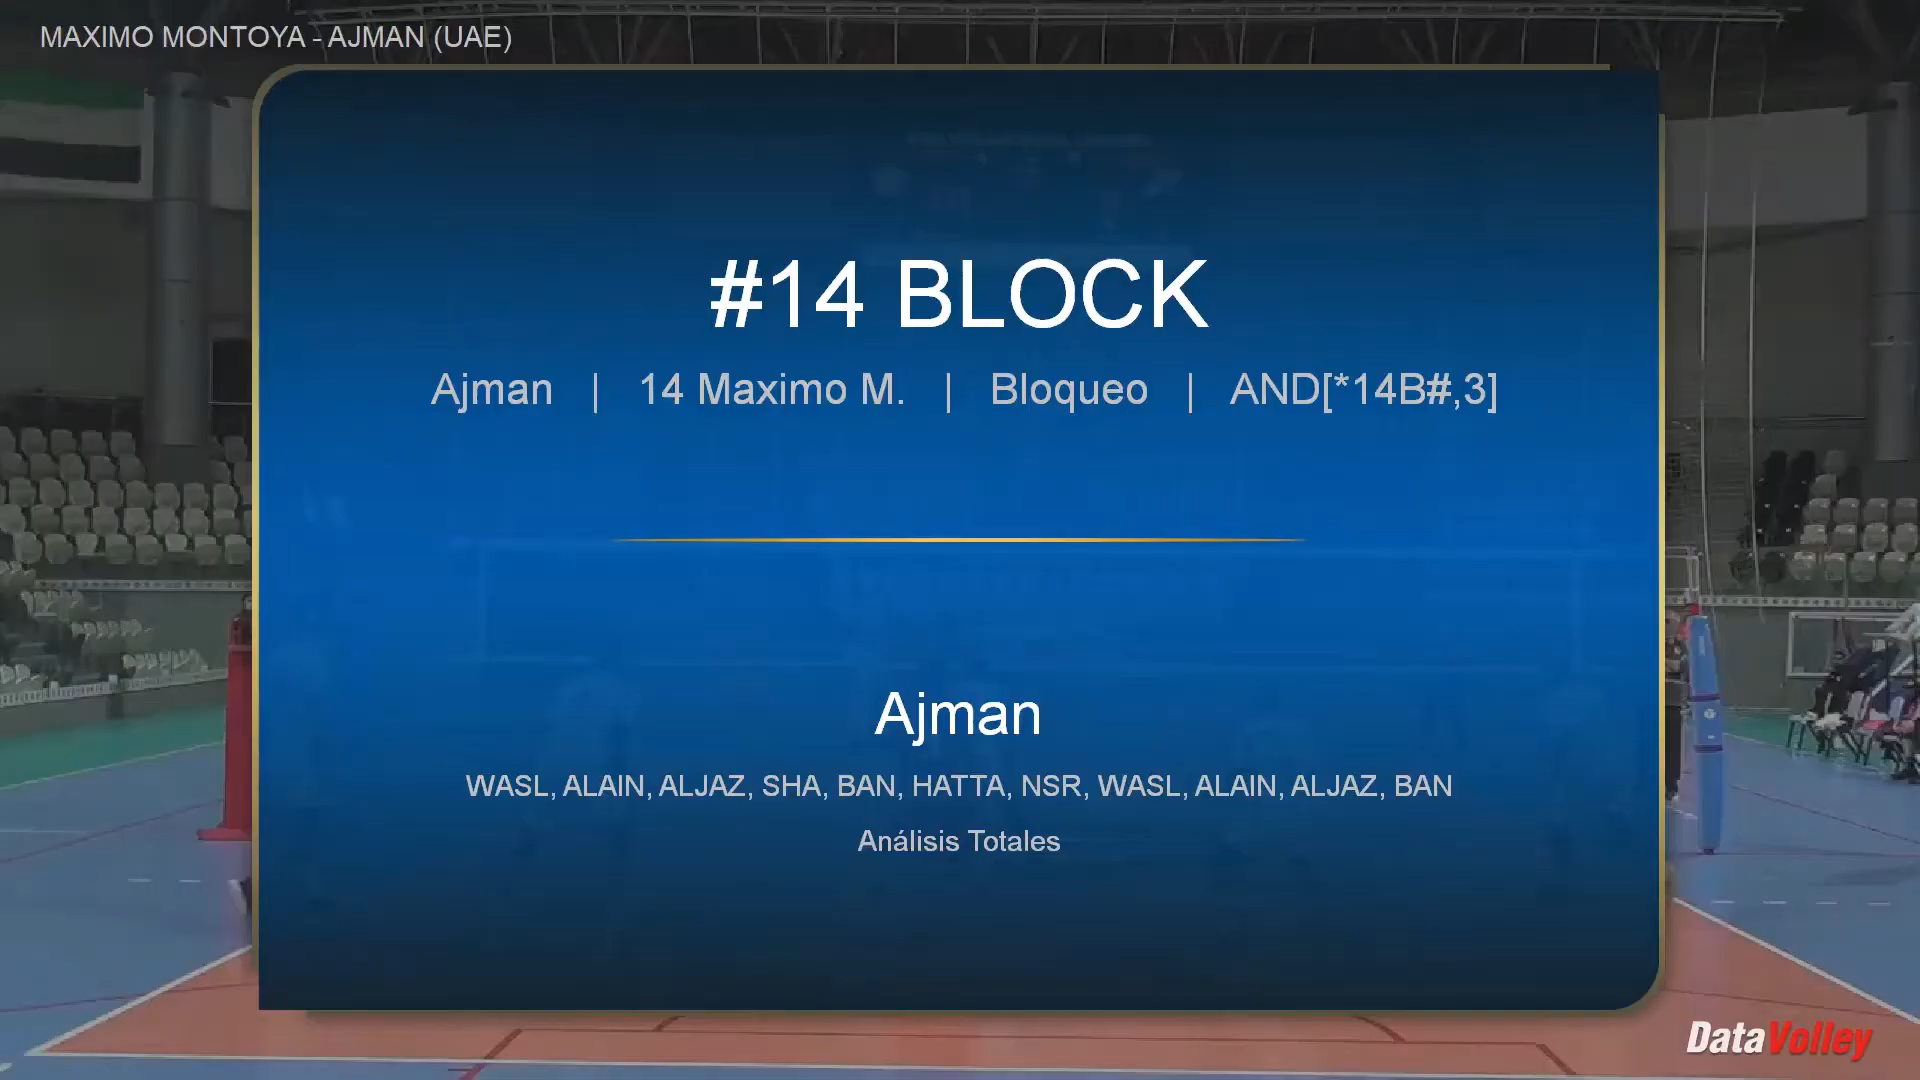 MAXIMO MONTOYA - AJMAN (UAE)
#14 BLOCK
Ajman | 14 Maximo M. | Bloqueo | AND[*14B#,3]
Ajman
WASL, ALAIN, ALJAZ, SHA, BAN, HATTA, NSR, WASL, ALAIN, ALJAZ, BAN
Análisis Totales
DataVolley